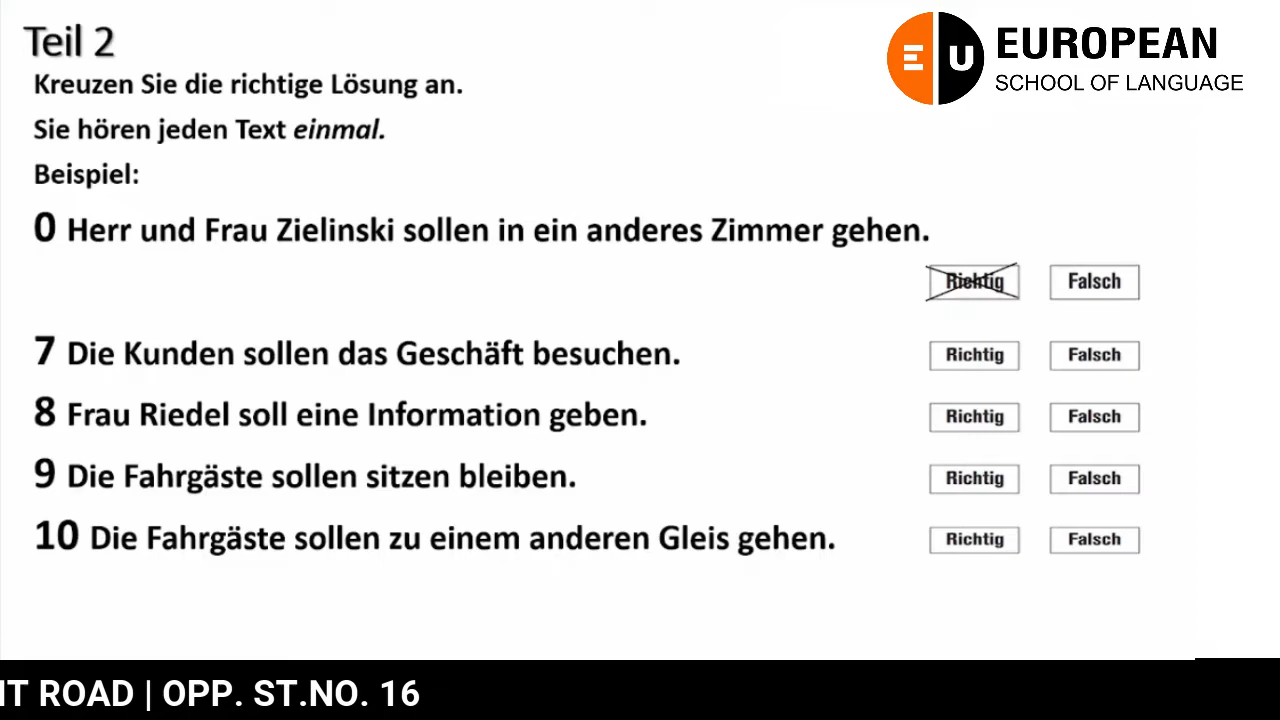 Teil 2
EUROPEAN
SCHOOL OF LANGUAGE
E U
Kreuzen Sie die richtige Lösung an.
Sie hören jeden Text einmal.
Beispiel:
0 Herr und Frau Zielinski sollen in ein anderes Zimmer gehen.
Richtig Falsch
7 Die Kunden sollen das Geschäft besuchen. Richtig Falsch
8 Frau Riedel soll eine Information geben. Richtig Falsch
9 Die Fahrgäste sollen sitzen bleiben. Richtig Falsch
10 Die Fahrgäste sollen zu einem anderen Gleis gehen. Richtig Falsch
ROAD | OPP. ST.NO. 16